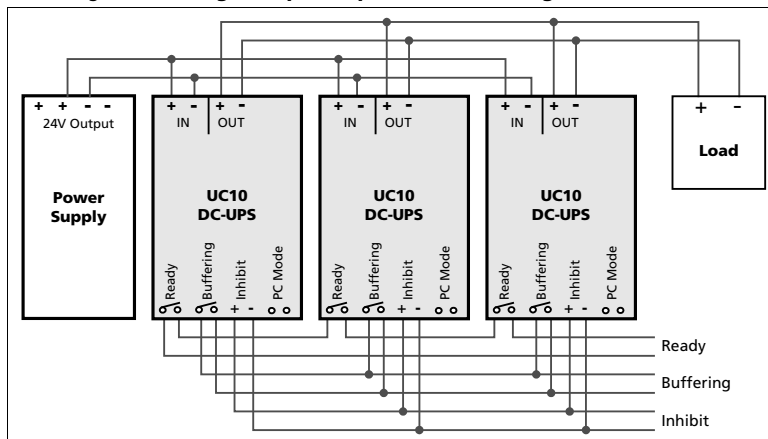 + + - -
24V Output
Power
Supply
+ - + -
IN OUT
UC10
DC-UPS
Ready
Buffering
+ Inhibit
-
PC Mode
+ - + -
IN OUT
UC10
DC-UPS
Ready
Buffering
+ Inhibit
-
PC Mode
+ - + -
IN OUT
UC10
DC-UPS
Ready
Buffering
+ Inhibit
-
PC Mode
+ -
Load
Ready
Buffering
Inhibit